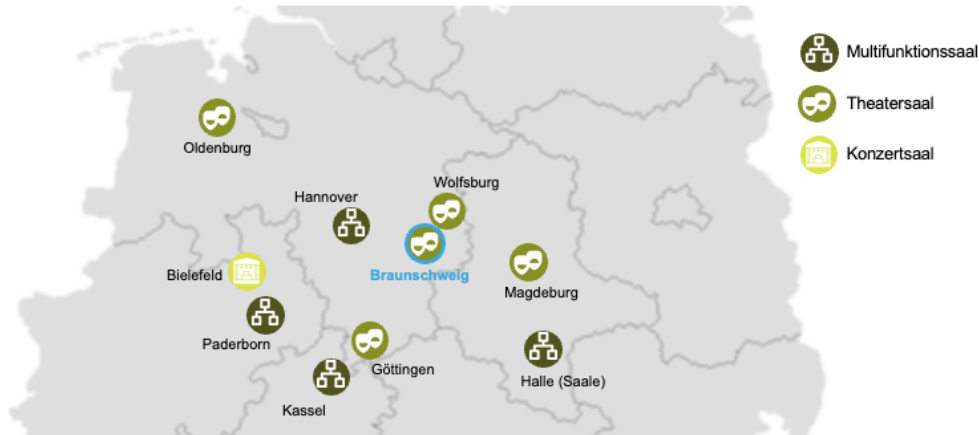 Multifunktionssaal
Theatersaal
Konzertsaal
Oldenburg
Wolfsburg
Hannover
Braunschweig
Bielefeld
Magdeburg
Paderborn
Göttingen
Halle (Saale)
Kassel